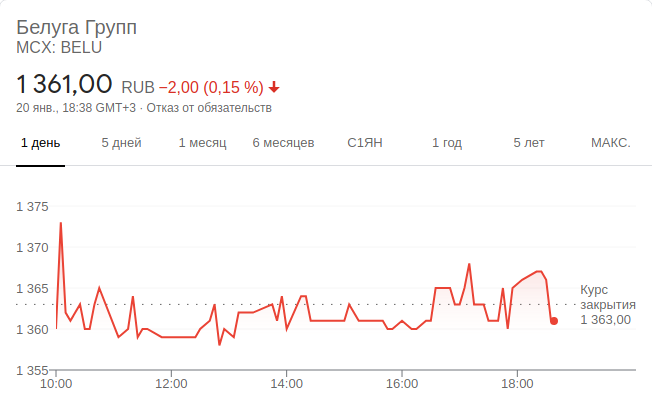 Белуга Групп
MCX: BELU
1 361,00 RUB −2,00 (0,15 %)
20 янв., 18:38 GMT+3 · Отказ от обязательств
1 день 5 дней 1 месяц 6 месяцев С1ЯН 1 год 5 лет МАКС.
1 375
1 370
1 365
1 360
1 355
Курс
закрытия
1 363,00
10:00 12:00 14:00 16:00 18:00